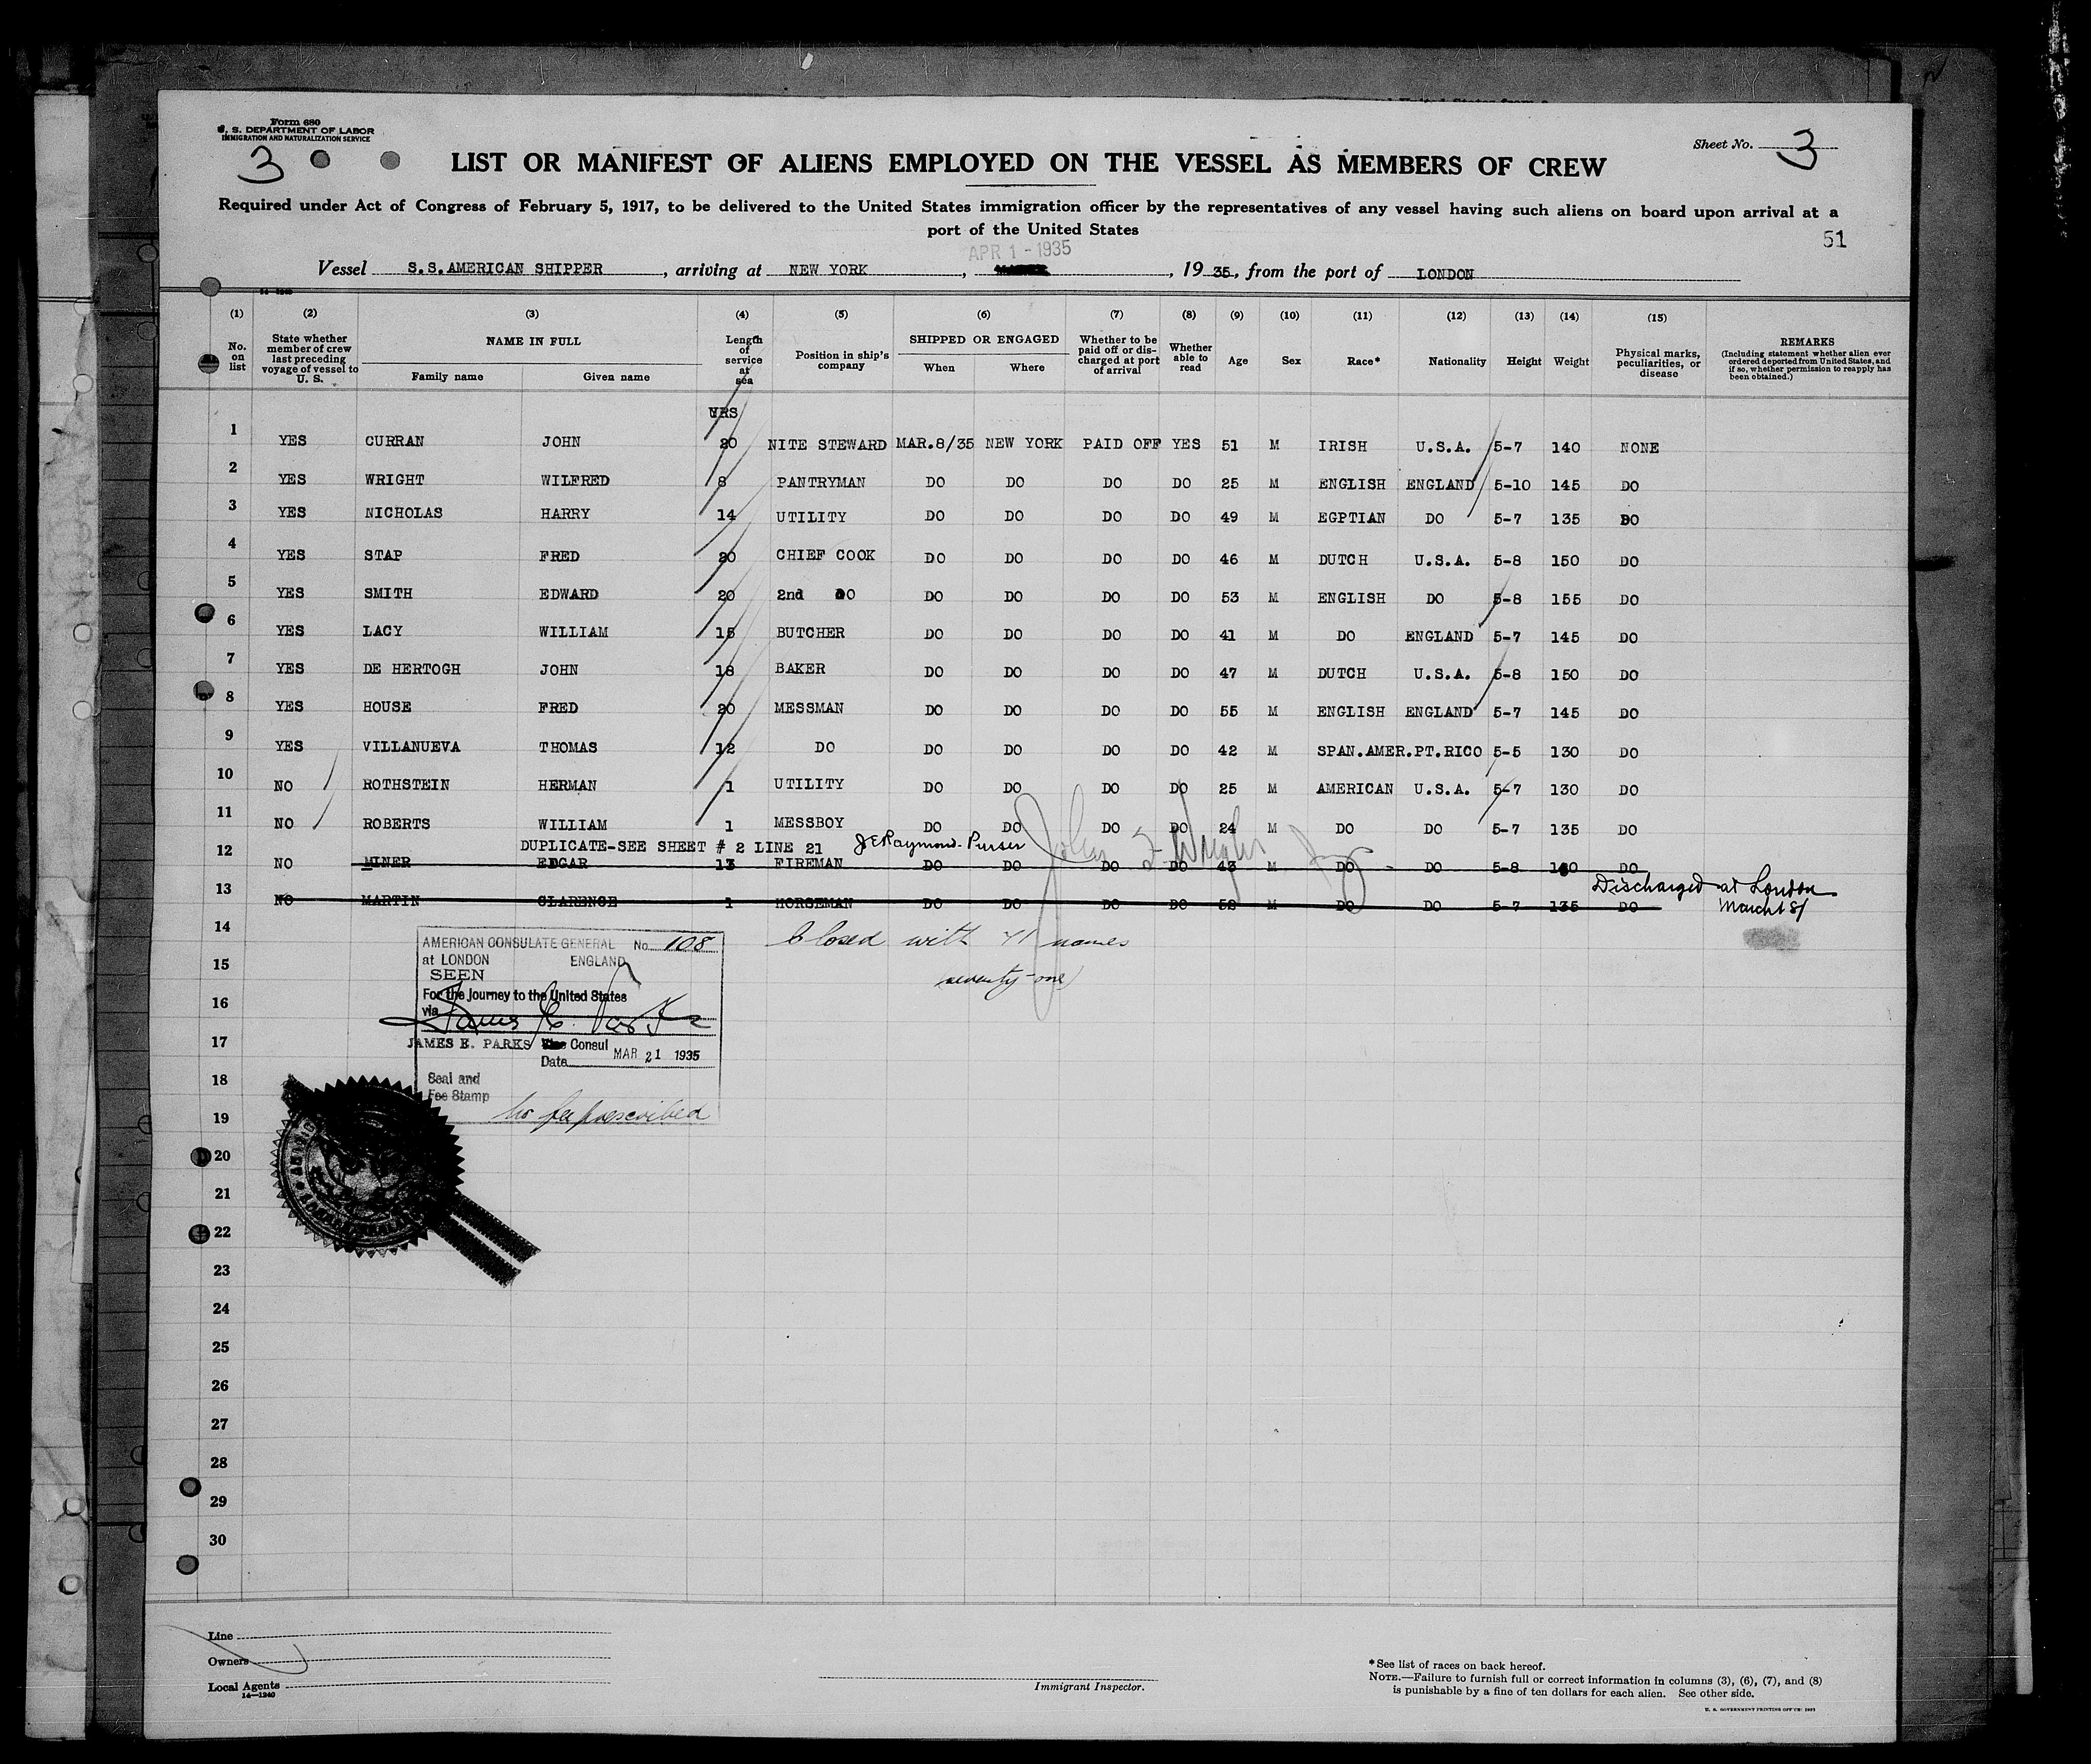 Form 680
U. S. DEPARTMENT OF LABOR
IMMIGRATION AND NATURALIZATION SERVICE
3
Sheet No. 3
LIST OR MANIFEST OF ALIENS EMPLOYED ON THE VESSEL AS MEMBERS OF CREW
Required under Act of Congress of February 5, 1917, to be delivered to the United States immigration officer by the representatives of any vessel having such aliens on board upon arrival at a
port of the United States
51
APR 1 - 1935
Vessel S.S.AMERICAN SHIPPER, arriving at NEW YORK, , 19 35, from the port of LONDON
(1) (2) (3) (4) (5) (6) (7) (8) (9) (10) (11) (12) (13) (14) (15)
No. on list State whether member of crew last preceding voyage of vessel to U. S. NAME IN FULL Family name Given name Length of service at sea Position in ship's company SHIPPED OR ENGAGED When Where Whether to be paid off or discharged at port of arrival Whether able to read Age Sex Race* Nationality Height Weight Physical marks, peculiarities, or disease REMARKS (Including statement whether alien ever ordered deported from United States, and if so, whether permission to reapply has been obtained.)
YRS
1 YES CURRAN JOHN 20 NITE STEWARD MAR.8/35 NEW YORK PAID OFF YES 51 M IRISH U.S.A. 5-7 140 NONE
2 YES WRIGHT WILFRED 8 PANTRYMAN DO DO DO DO 25 M ENGLISH ENGLAND 5-10 145 DO
3 YES NICHOLAS HARRY 14 UTILITY DO DO DO DO 49 M EGPTIAN DO 5-7 135 DO
4 YES STAP FRED 20 CHIEF COOK DO DO DO DO 46 M DUTCH U.S.A. 5-8 150 DO
5 YES SMITH EDWARD 20 2nd DO DO DO DO DO 53 M ENGLISH DO 5-8 155 DO
6 YES LACY WILLIAM 15 BUTCHER DO DO DO DO 41 M DO ENGLAND 5-7 145 DO
7 YES DE HERTOGH JOHN 18 BAKER DO DO DO DO 47 M DUTCH U.S.A. 5-8 150 DO
8 YES HOUSE FRED 20 MESSMAN DO DO DO DO 55 M ENGLISH ENGLAND 5-7 145 DO
9 YES VILLANUEVA THOMAS 12 DO DO DO DO DO 42 M SPAN.AMER.PT.RICO 5-5 130 DO
10 NO ROTHSTEIN HERMAN 1 UTILITY DO DO DO DO 25 M AMERICAN U.S.A. 5-7 130 DO
11 NO ROBERTS WILLIAM 1 MESSBOY DO DO DO DO 24 M DO DO 5-7 135 DO
DUPLICATE-SEE SHEET # 2 LINE 21 J E Raymond. Purser
12 NO MINER EDGAR 13 FIREMAN DO DO DO DO 43 M DO DO 5-8 DO
Discharged at London
13 NO MARTIN CLARENCE 1 HORSEMAN DO DO DO DO 52 M DO DO 5-7 135 DO
14 Closed with 71 names
15 (seventy-one)
16
17
18
19
20
21
22
23
24
25
26
27
28
29
30
AMERICAN CONSULATE GENERAL No. 108
at LONDON ENGLAND
SEEN
For the Journey to the United States
via
JAMES E. PARKS Consul
Date MAR 21 1935
Seal and
Fee Stamp
No fee prescribed
Line
Owners
Local Agents
14—1240
Immigrant Inspector.
*See list of races on back hereof.
NOTE.—Failure to furnish full or correct information in columns (3), (6), (7), and (8)
is punishable by a fine of ten dollars for each alien. See other side.